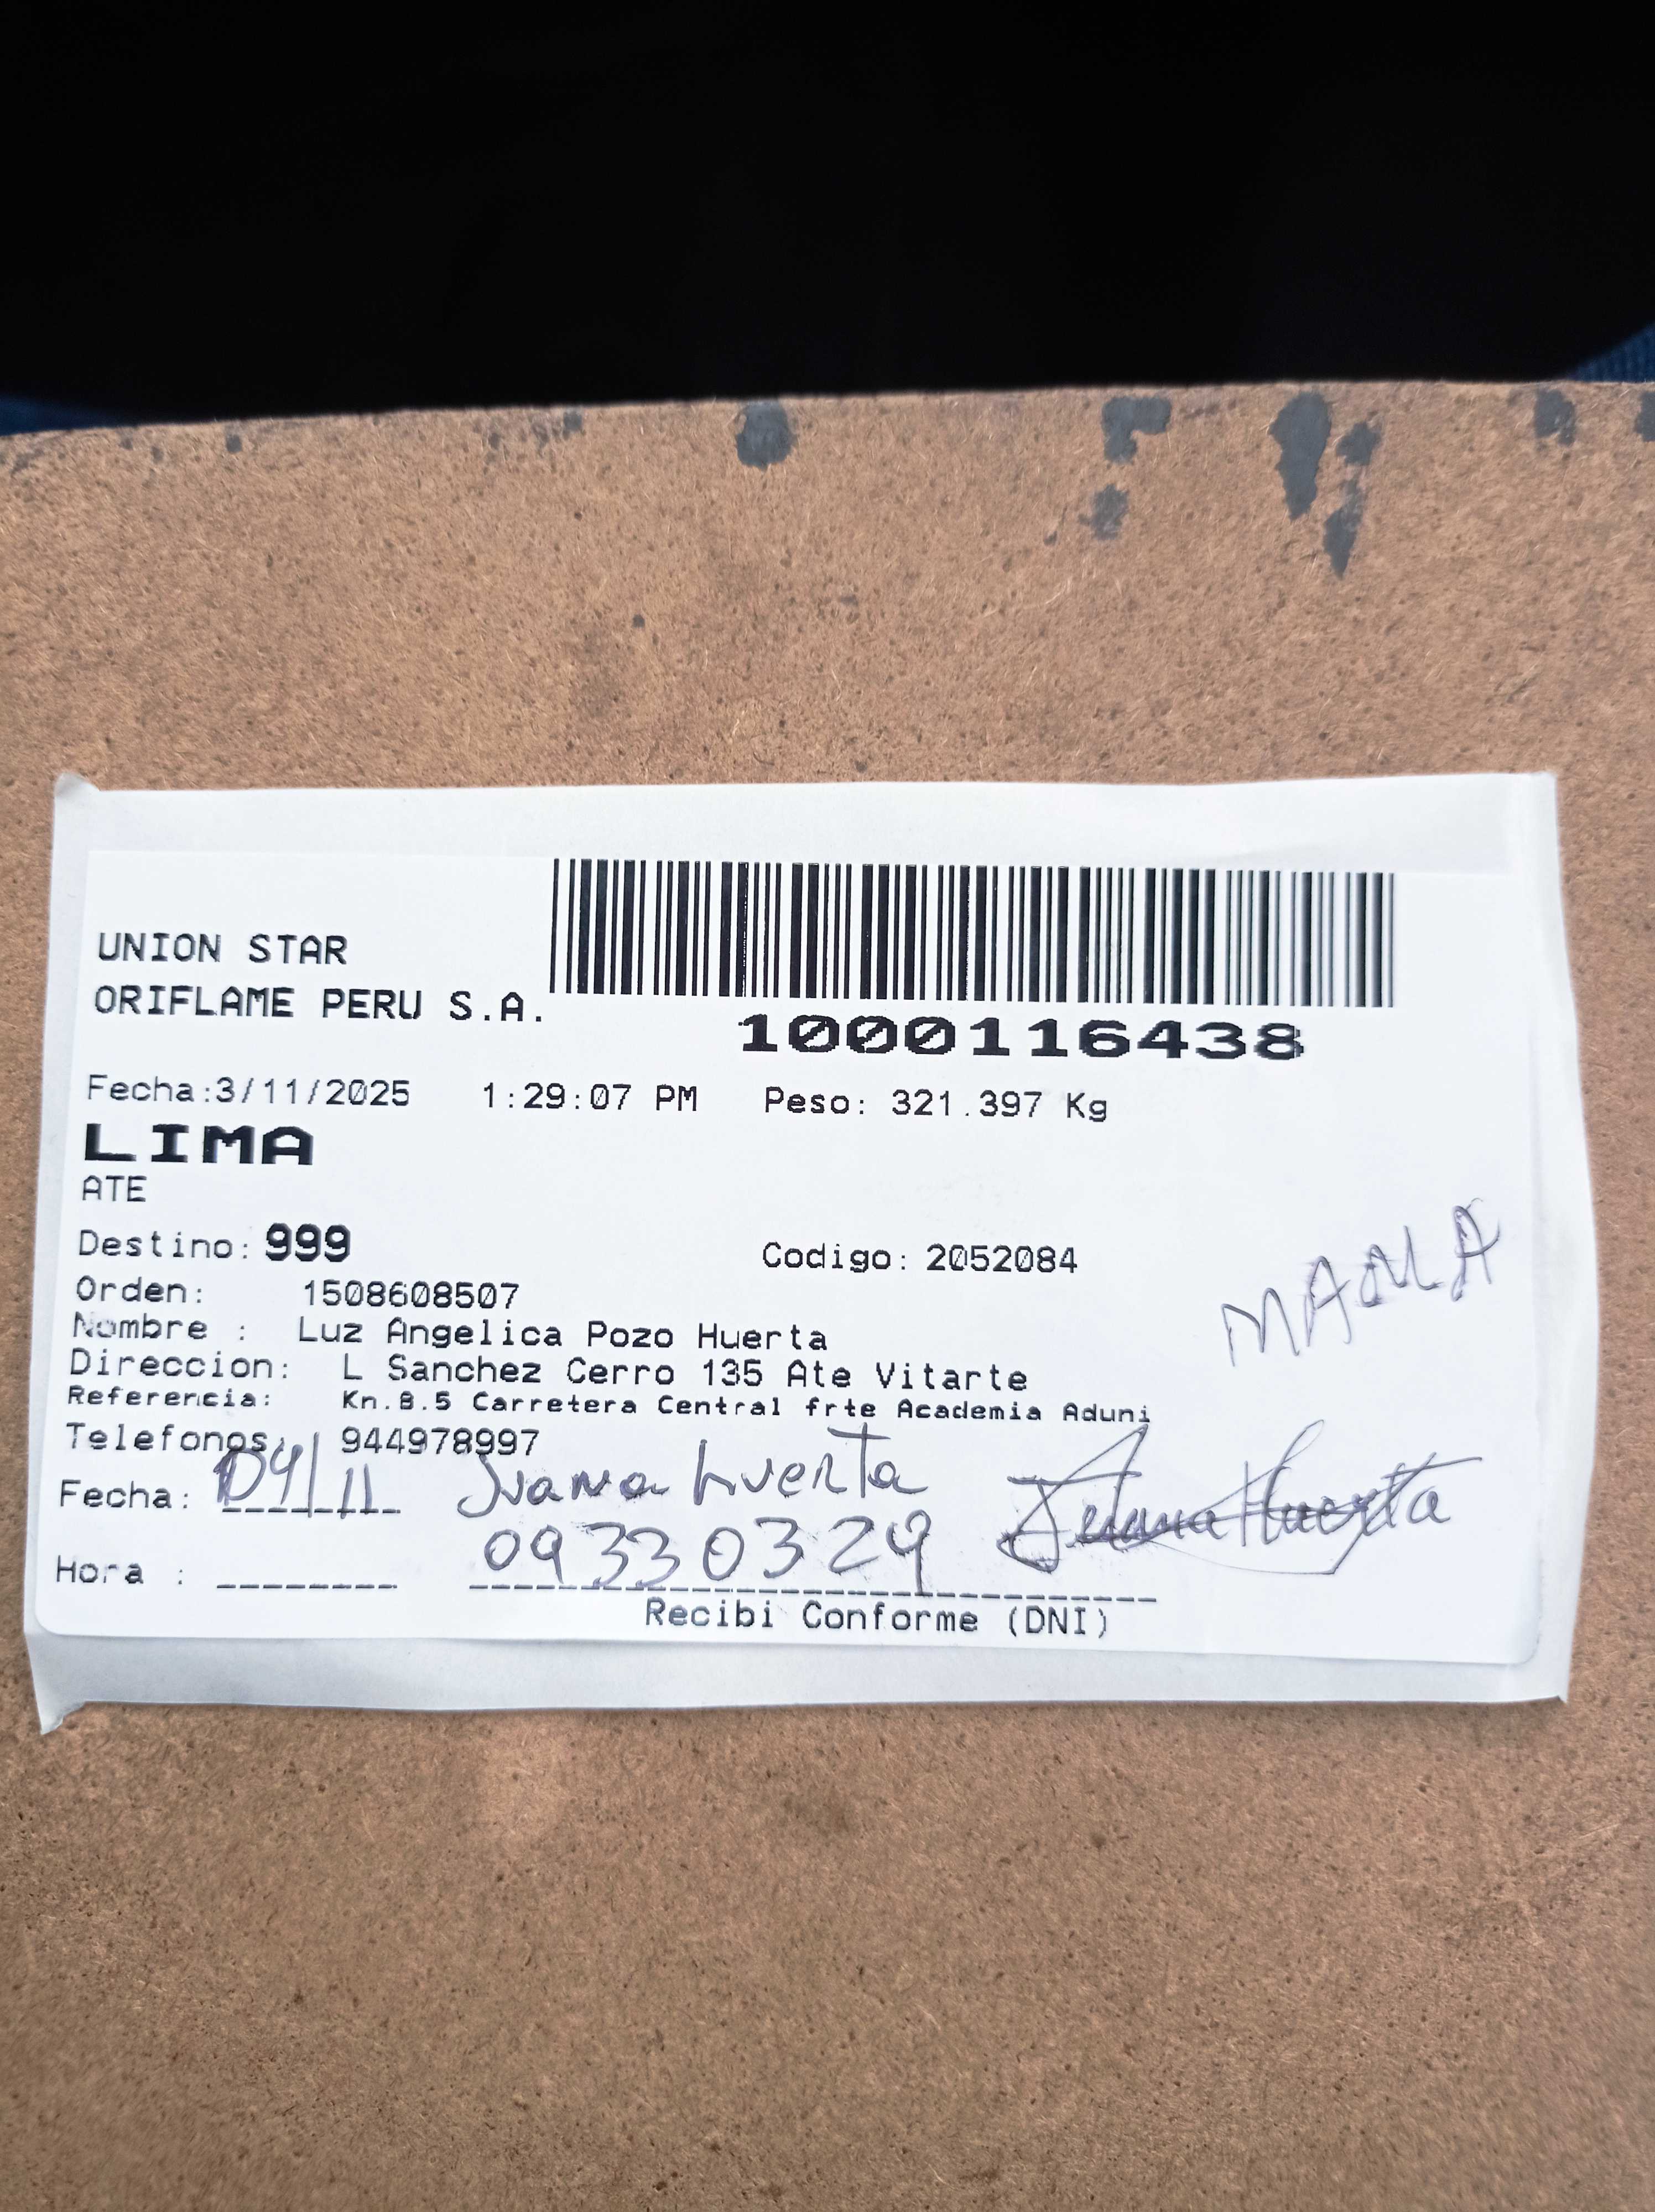 UNION STAR
ORIFLAME PERU S.A.
1000116438
Fecha:3/11/2025 1:29:07 PM Peso: 321.397 Kg
LIMA
ATE
Destino: 999 Codigo: 2052084
Orden: 1508608507
MAMA
Nombre : Luz Angelica Pozo Huerta
Direccion: L Sanchez Cerro 135 Ate Vitarte
Referencia: Kn.8.5 Carretera Central frte Academia Aduni
Telefonos: 944978997
Fecha: 04/11 Juana huerta Juana Huerta
09330329
Hora :
Recibi Conforme (DNI)